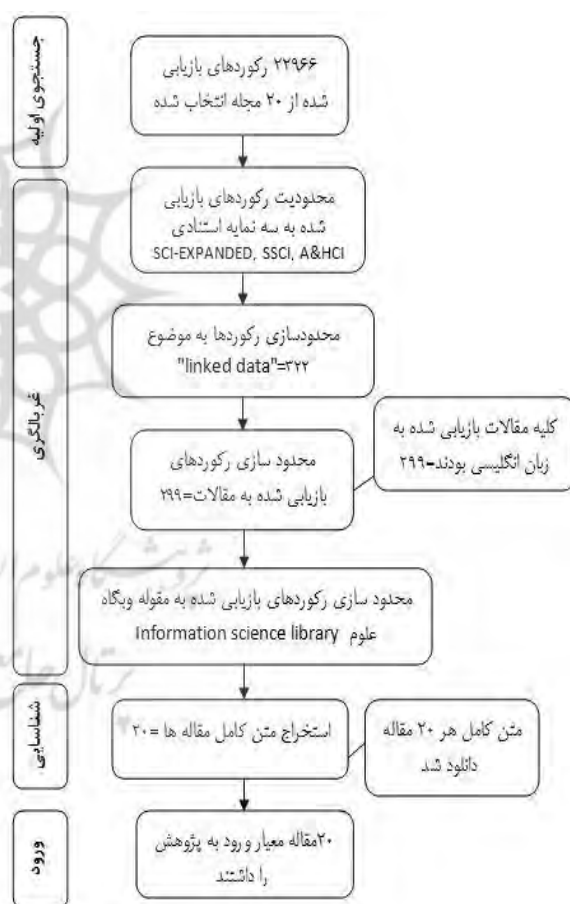 جستجوی اولیه
۲۲۹۶۶ رکوردهای بازیابی
شده از ۲۰ مجله انتخاب شده
غربالگری
محدودیت رکوردهای بازیابی
شده به سه نمایه استنادی
SCI-EXPANDED, SSCI, A&HCI
محدودسازی رکوردها به موضوع
"linked data"=۳۲۲
کلیه مقالات بازیابی شده به
زبان انگلیسی بودند=۲۹۹
محدود سازی رکوردهای
بازیابی شده به مقالات=۲۹۹
محدود سازی رکوردهای بازیابی شده به مقوله وبگاه
علوم Information science library
شناسایی
استخراج متن کامل مقاله ها =۲۰
متن کامل هر ۲۰ مقاله
دانلود شد
ورود
۲۰مقاله معیار ورود به پژوهش
را داشتند